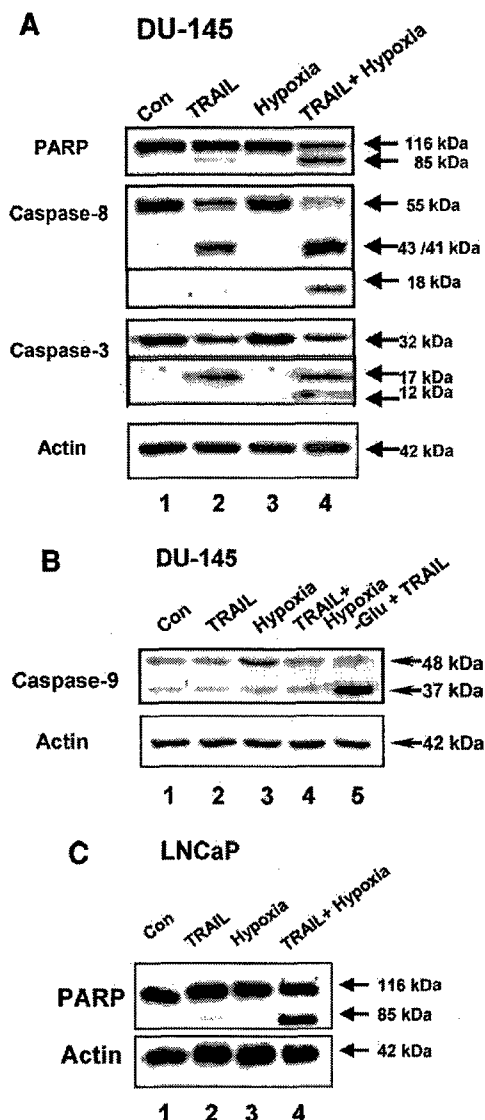 A
DU-145
Con TRAIL Hypoxia TRAIL+ Hypoxia
PARP
116 kDa
85 kDa
Caspase-8
55 kDa
43 /41 kDa
18 kDa
Caspase-3
32 kDa
17 kDa
12 kDa
Actin
42 kDa
1 2 3 4
B
DU-145
Con TRAIL Hypoxia TRAIL+ Hypoxia -Glu + TRAIL
Caspase-9
48 kDa
37 kDa
Actin
42 kDa
1 2 3 4 5
C
LNCaP
Con TRAIL Hypoxia TRAIL+ Hypoxia
PARP
116 kDa
85 kDa
Actin
42 kDa
1 2 3 4